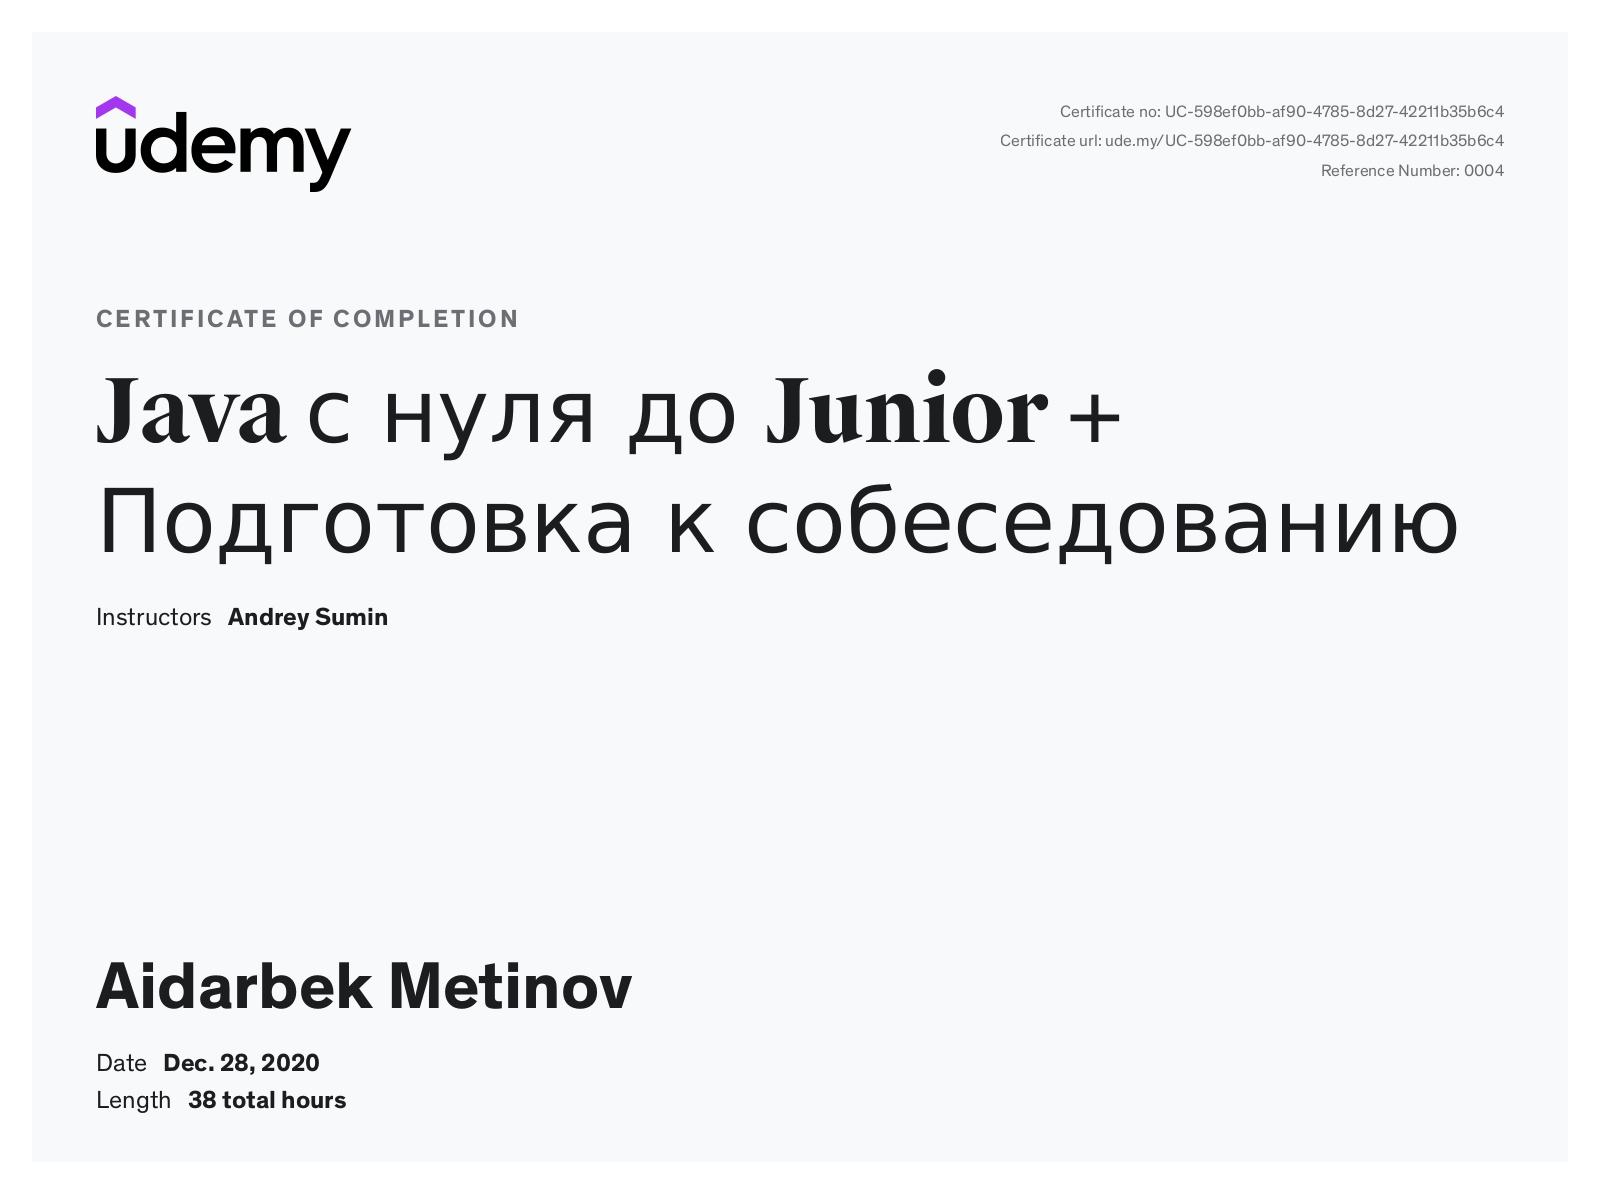 udemy
Certificate no: UC-598ef0bb-af90-4785-8d27-42211b35b6c4
Certificate url: ude.my/UC-598ef0bb-af90-4785-8d27-42211b35b6c4
Reference Number: 0004
CERTIFICATE OF COMPLETION
Java с нуля до Junior +
Подготовка к собеседованию
Instructors Andrey Sumin
Aidarbek Metinov
Date Dec. 28, 2020
Length 38 total hours